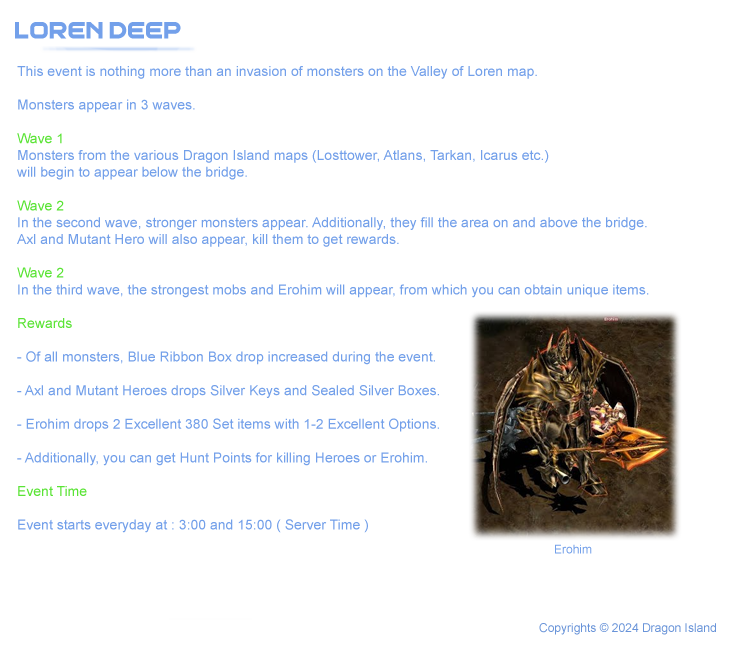 LOREN DEEP
This event is nothing more than an invasion of monsters on the Valley of Loren map.
Monsters appear in 3 waves.
Wave 1
Monsters from the various Dragon Island maps (Losttower, Atlans, Tarkan, Icarus etc.)
will begin to appear below the bridge.
Wave 2
In the second wave, stronger monsters appear. Additionally, they fill the area on and above the bridge.
Axl and Mutant Hero will also appear, kill them to get rewards.
Wave 2
In the third wave, the strongest mobs and Erohim will appear, from which you can obtain unique items.
Rewards
- Of all monsters, Blue Ribbon Box drop increased during the event.
- Axl and Mutant Heroes drops Silver Keys and Sealed Silver Boxes.
- Erohim drops 2 Excellent 380 Set items with 1-2 Excellent Options.
- Additionally, you can get Hunt Points for killing Heroes or Erohim.
Event Time
Event starts everyday at : 3:00 and 15:00 ( Server Time )
Erohim
Copyrights © 2024 Dragon Island